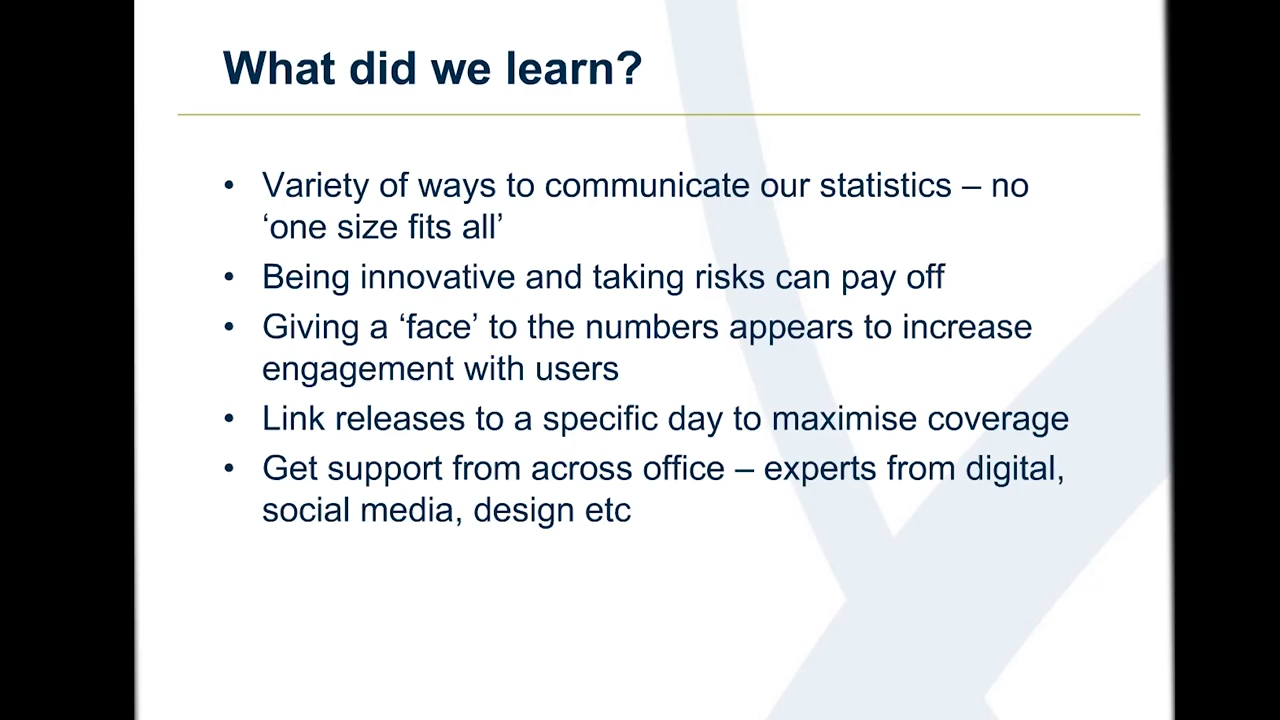 What did we learn?
• Variety of ways to communicate our statistics – no
‘one size fits all’
• Being innovative and taking risks can pay off
• Giving a ‘face’ to the numbers appears to increase
engagement with users
• Link releases to a specific day to maximise coverage
• Get support from across office – experts from digital,
social media, design etc